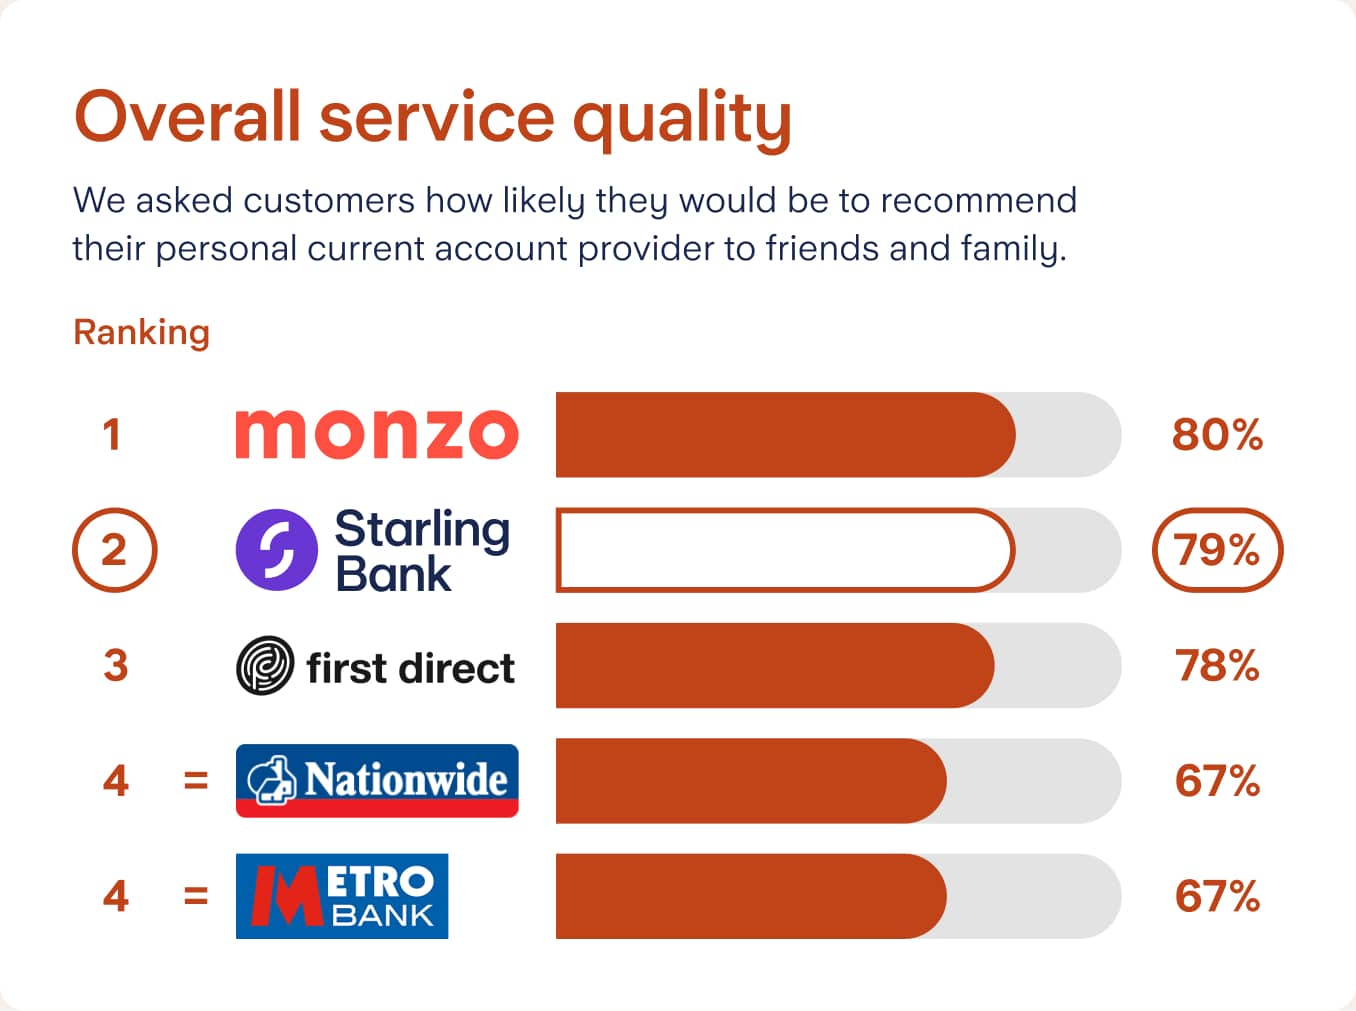 Overall service quality
We asked customers how likely they would be to recommend
their personal current account provider to friends and family.
Ranking
1 monzo 80%
2 Starling Bank 79%
3 first direct 78%
4 = Nationwide 67%
4 = METRO BANK 67%